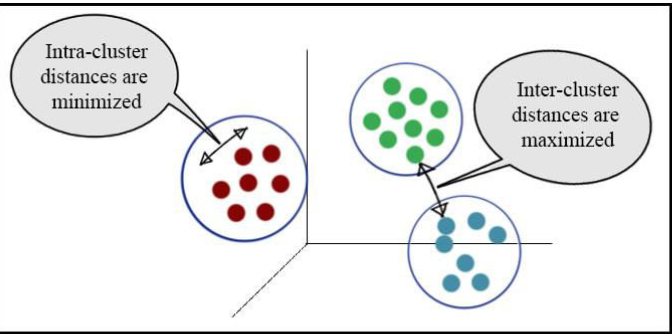 Intra-cluster
distances are
minimized
Inter-cluster
distances are
maximized